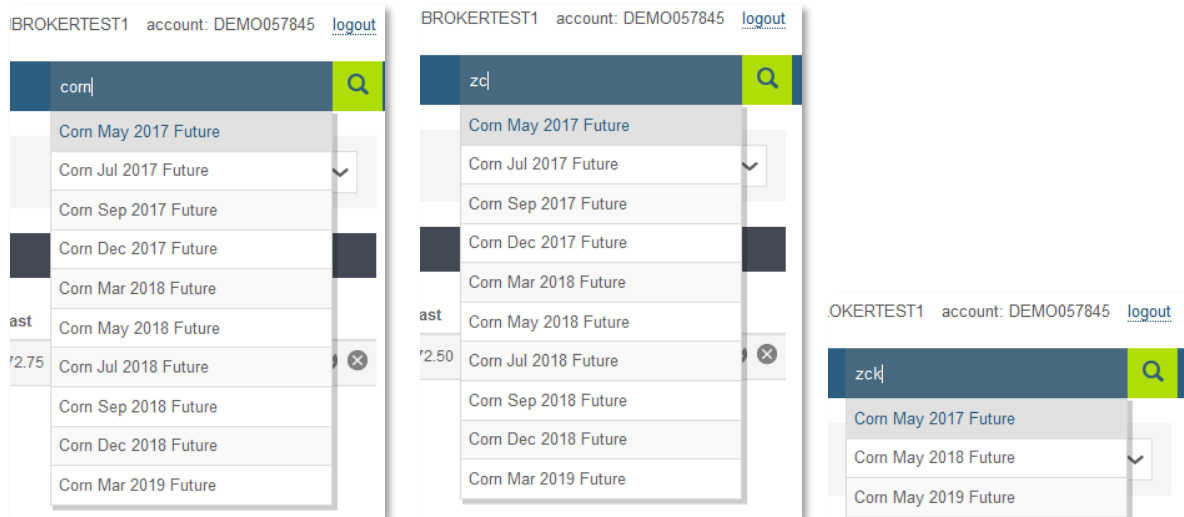 IBROKERTEST1 account: DEMO057845 logout
corn
Corn May 2017 Future
Corn Jul 2017 Future
Corn Sep 2017 Future
Corn Dec 2017 Future
Corn Mar 2018 Future
ast
Corn May 2018 Future
72.75
Corn Jul 2018 Future
Corn Sep 2018 Future
Corn Dec 2018 Future
Corn Mar 2019 Future
IBROKERTEST1 account: DEMO057845 logout
zc
Corn May 2017 Future
Corn Jul 2017 Future
Corn Sep 2017 Future
Corn Dec 2017 Future
Corn Mar 2018 Future
ast
Corn May 2018 Future
72.50
Corn Jul 2018 Future
Corn Sep 2018 Future
Corn Dec 2018 Future
Corn Mar 2019 Future
OKERTEST1 account: DEMO057845 logout
zck
Corn May 2017 Future
Corn May 2018 Future
Corn May 2019 Future